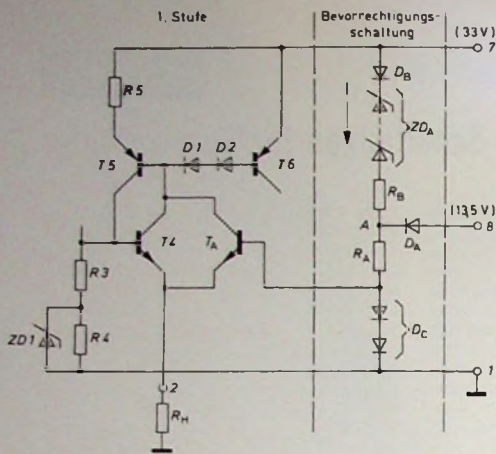 1. Stufe
Bevorrechtigungs-
schaltung
(33V)
7
R5
I
DB
ZDA
D1
D2
T5
T6
RB
(13,5V)
A
8
T4
TA
DA
RA
R3
ZD1
R4
DC
1
2
RH